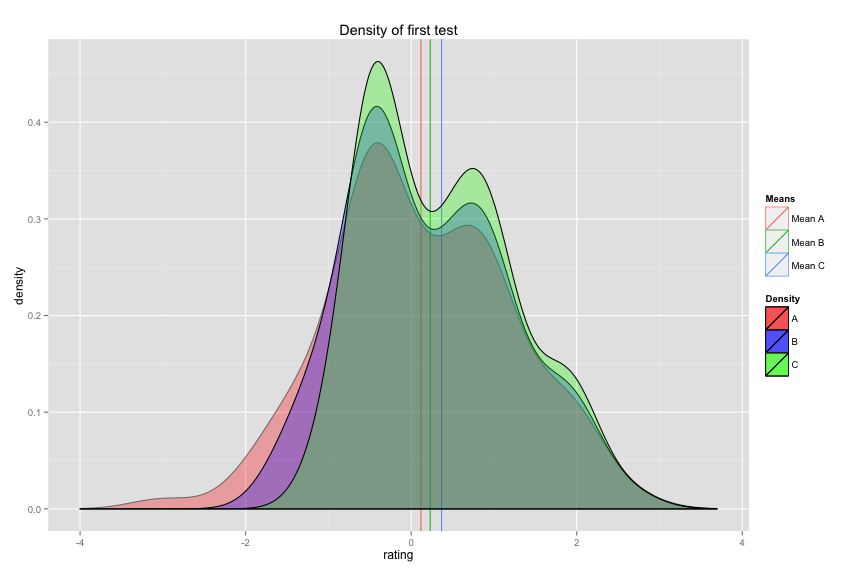 Density of first test
density
0.4
0.3
0.2
0.1
0.0
-4
-2
0
2
4
rating
Means
Mean A
Mean B
Mean C
Density
A
B
C